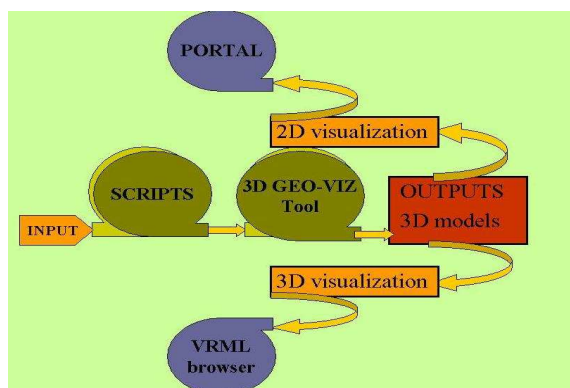 PORTAL
2D visualization
SCRIPTS
3D GEO-VIZ
Tool
OUTPUTS
3D models
INPUT
3D visualization
VRML
browser